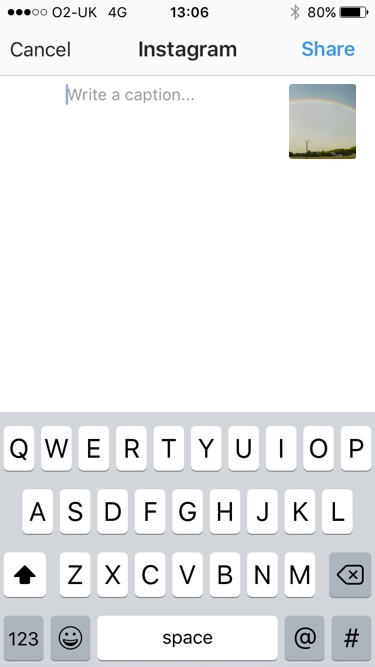 O2-UK 4G 13:06 80%
Cancel Instagram Share
Write a caption...
Q W E R T Y U I O P
A S D F G H J K L
Z X C V B N M
123 space @ #